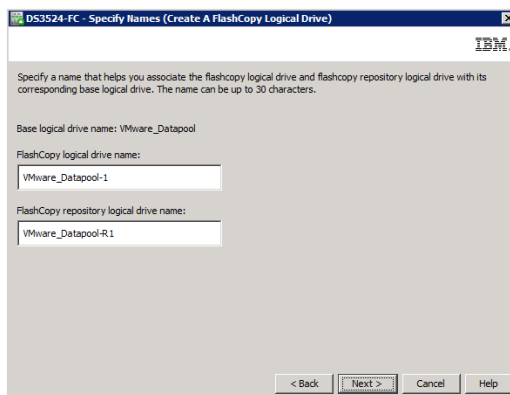 DS3524-FC - Specify Names (Create A FlashCopy Logical Drive)
IBM.
Specify a name that helps you associate the flashcopy logical drive and flashcopy repository logical drive with its
corresponding base logical drive. The name can be up to 30 characters.
Base logical drive name: VMware_Datapool
FlashCopy logical drive name:
VMware_Datapool-1
FlashCopy repository logical drive name:
VMware_Datapool-R1
< Back Next > Cancel Help